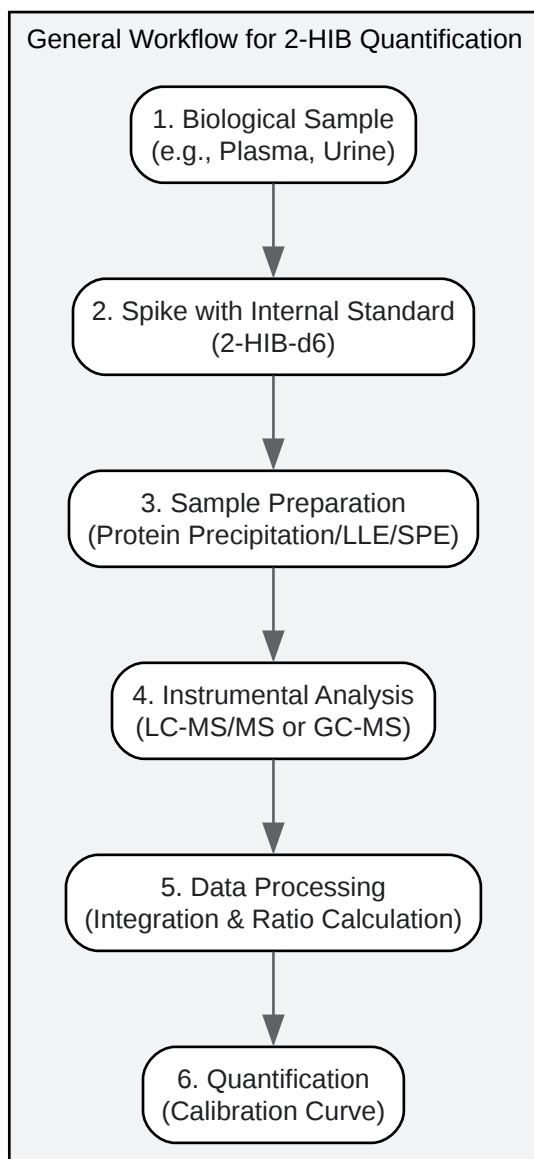 General Workflow for 2-HIB Quantification
1. Biological Sample
(e.g., Plasma, Urine)
2. Spike with Internal Standard
(2-HIB-d6)
3. Sample Preparation
(Protein Precipitation/LLE/SPE)
4. Instrumental Analysis
(LC-MS/MS or GC-MS)
5. Data Processing
(Integration & Ratio Calculation)
6. Quantification
(Calibration Curve)